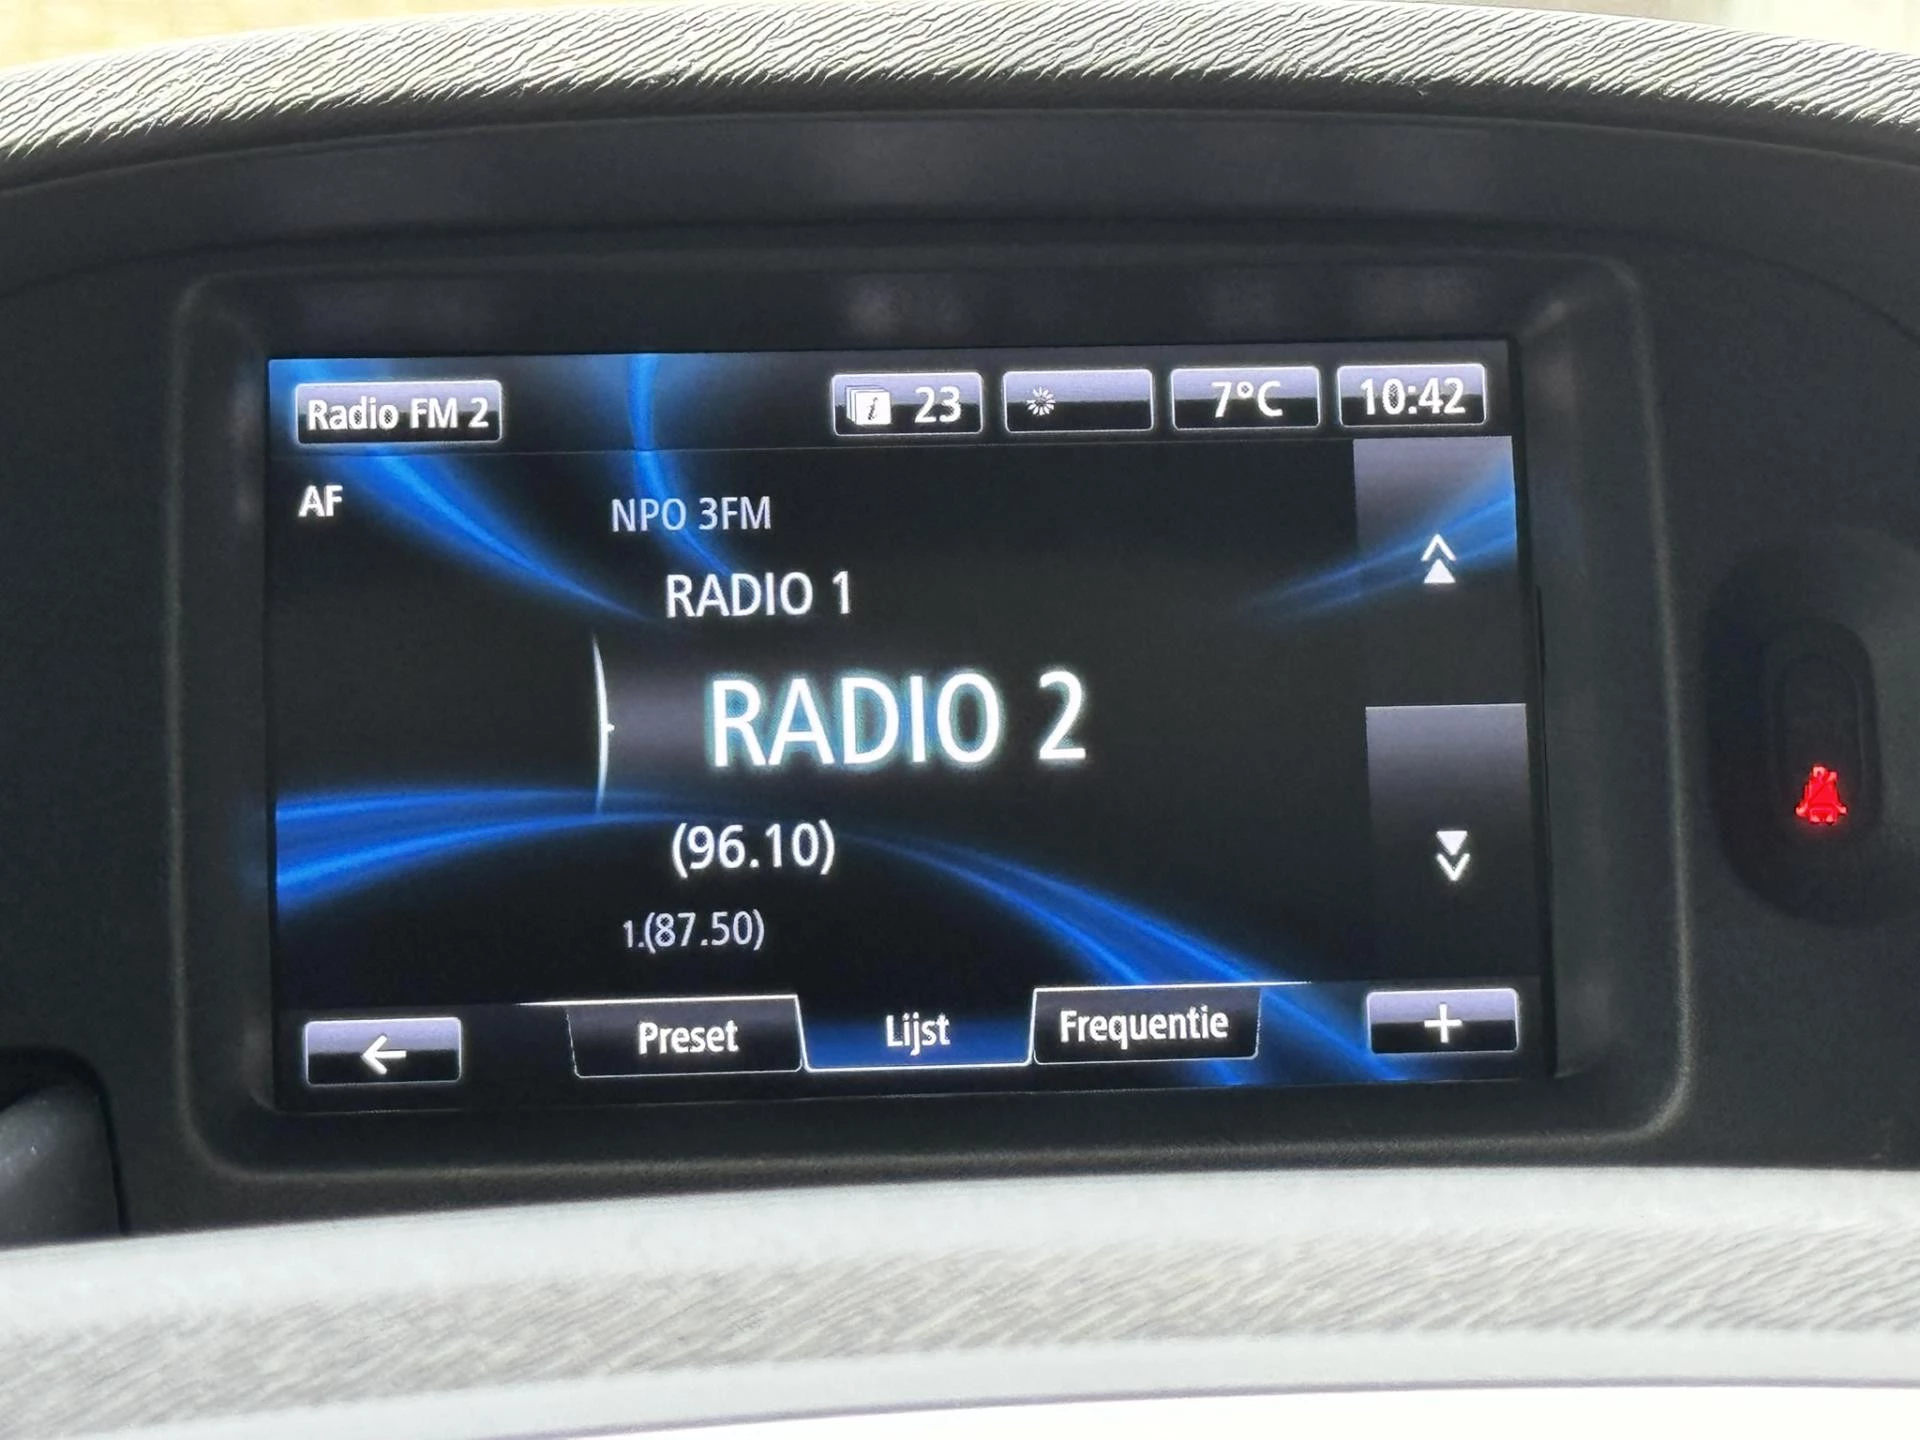 Radio FM 2
23
7°C
10:42
AF
NPO 3FM
RADIO 1
RADIO 2
(96.10)
1.(87.50)
Preset
Lijst
Frequentie